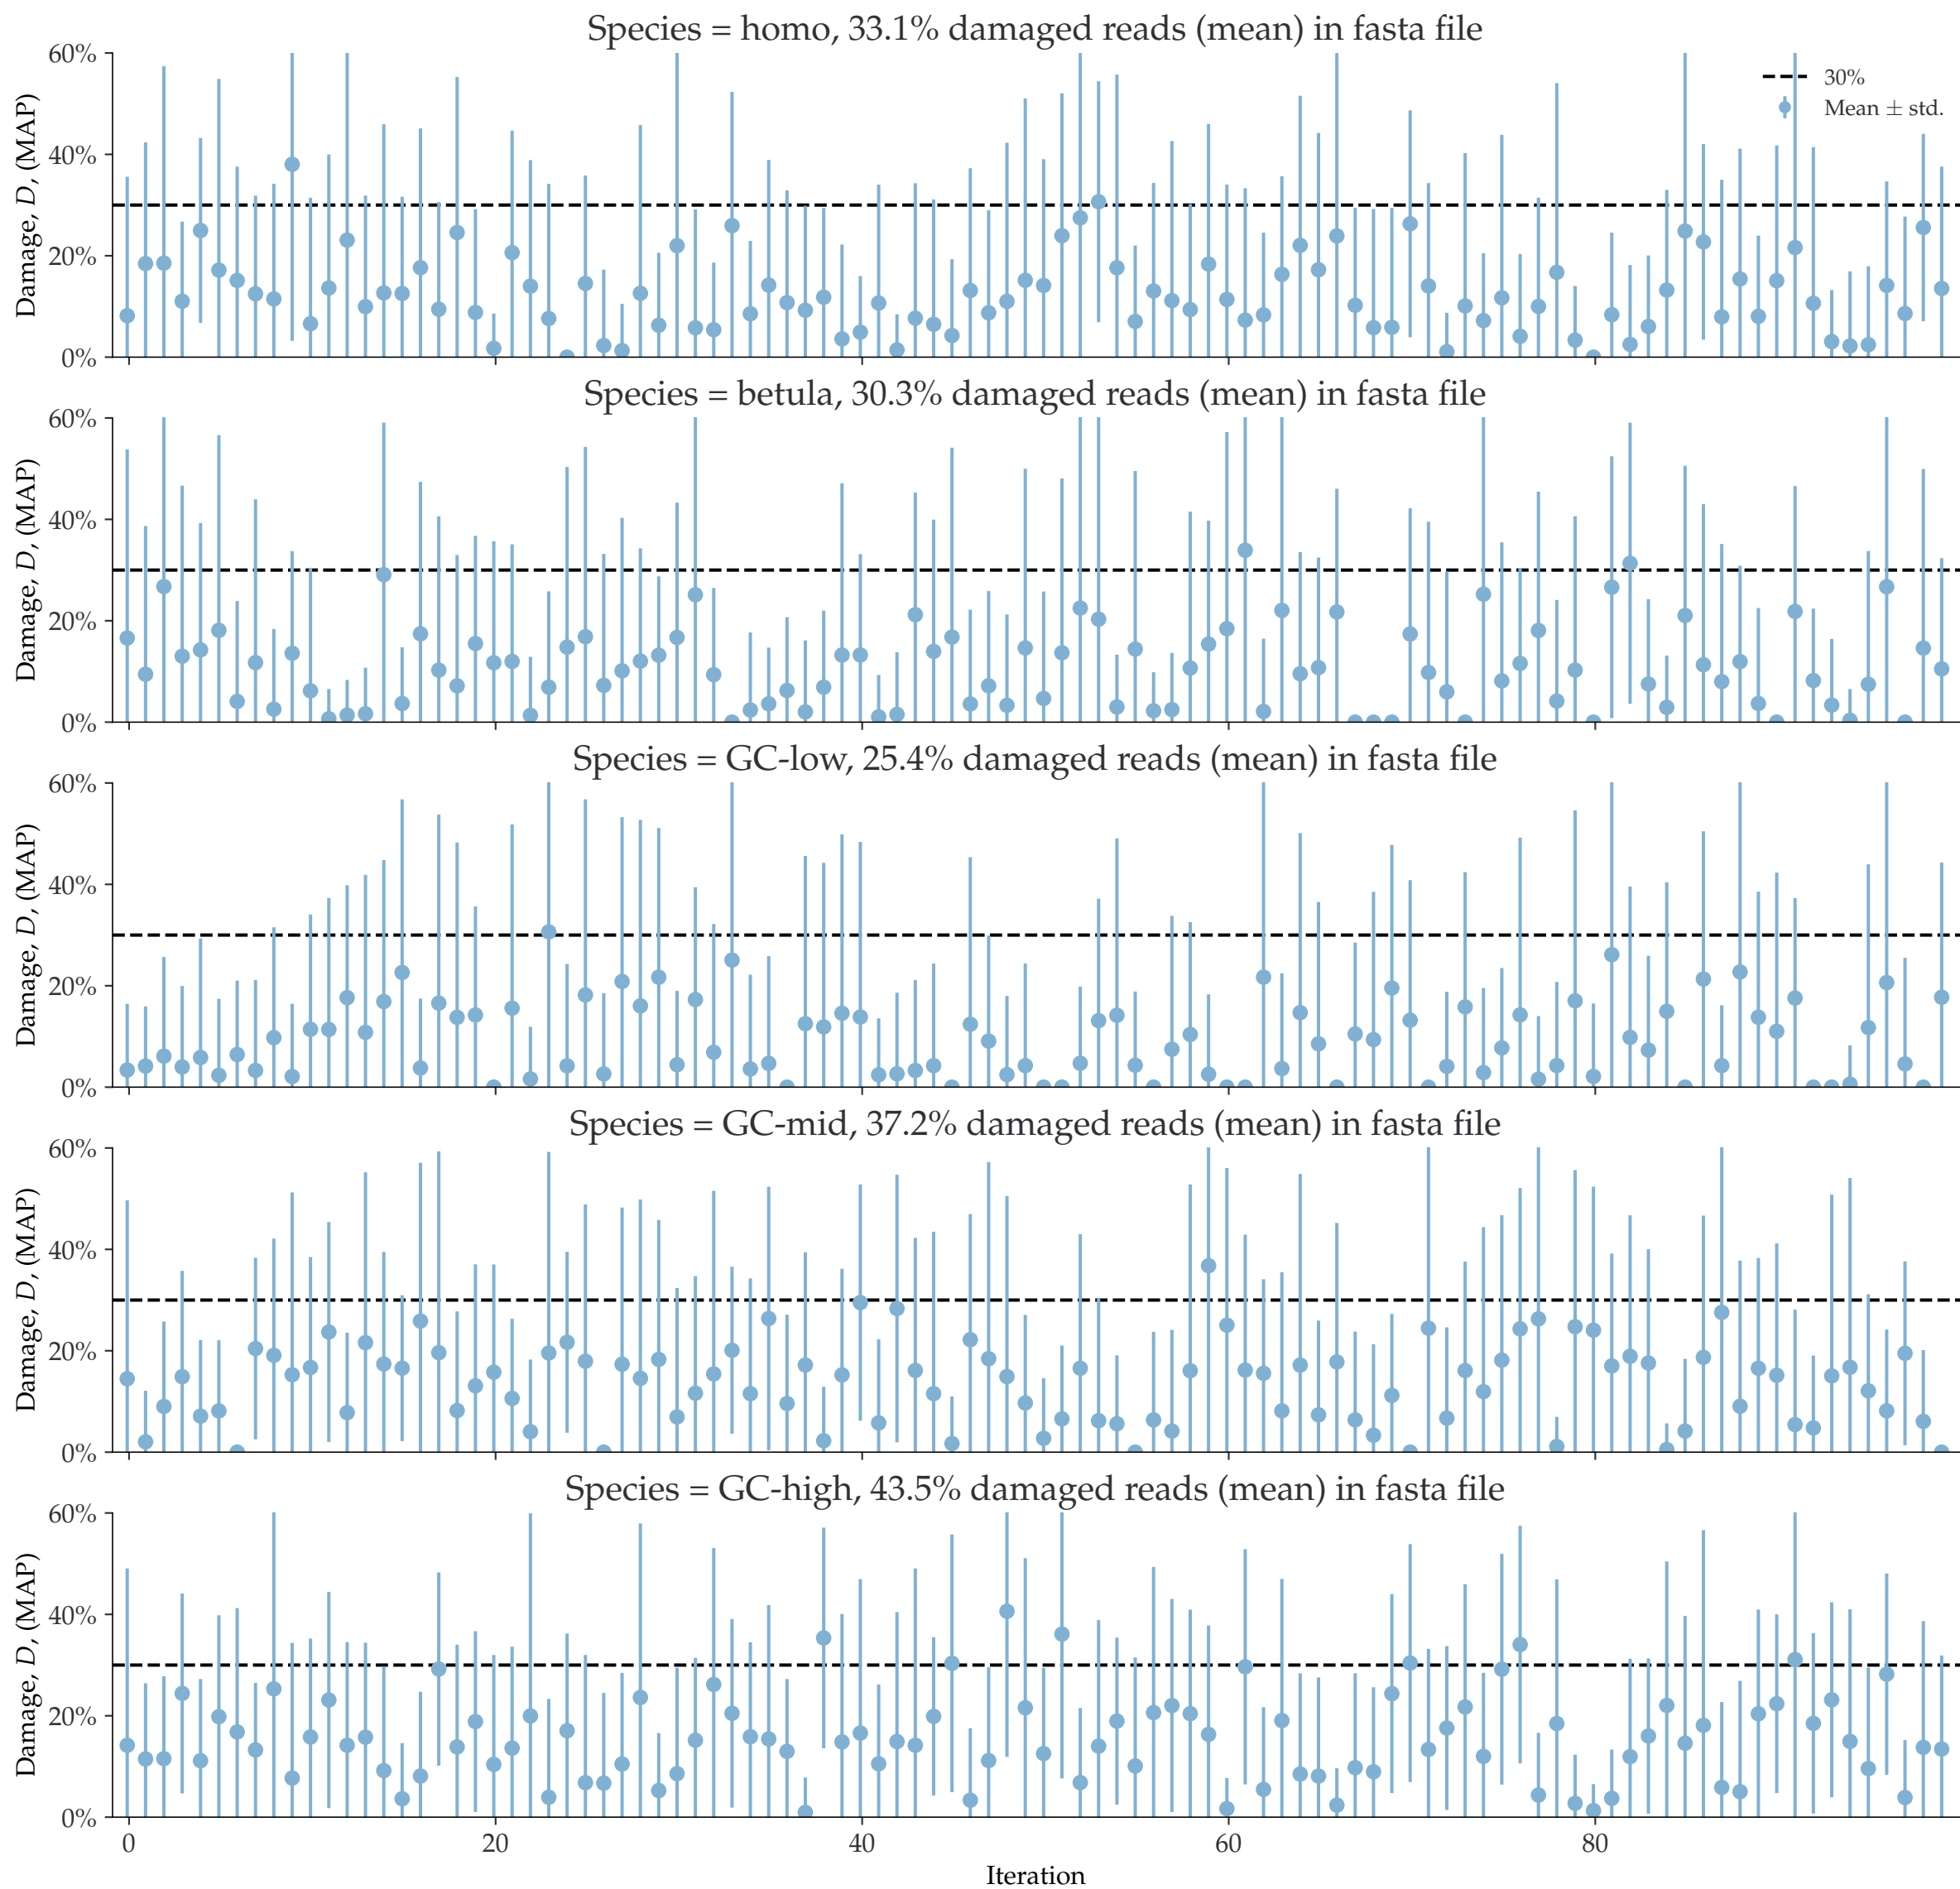 Species = homo, 33.1% damaged reads (mean) in fasta file
60%
40%
20%
0%
Damage, D, (MAP)
30%
Mean ± std.
Species = betula, 30.3% damaged reads (mean) in fasta file
60%
40%
20%
0%
Damage, D, (MAP)
Species = GC-low, 25.4% damaged reads (mean) in fasta file
60%
40%
20%
0%
Damage, D, (MAP)
Species = GC-mid, 37.2% damaged reads (mean) in fasta file
60%
40%
20%
0%
Damage, D, (MAP)
Species = GC-high, 43.5% damaged reads (mean) in fasta file
60%
40%
20%
0%
Damage, D, (MAP)
0 20 40 60 80
Iteration